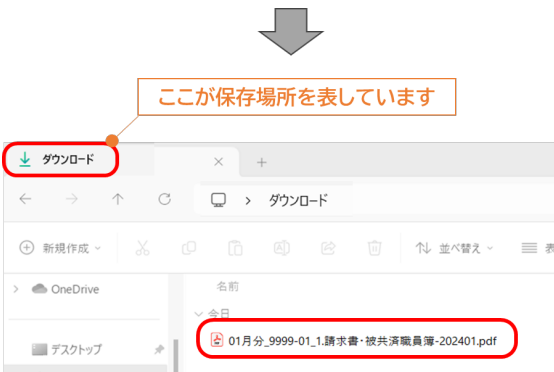 ここが保存場所を表しています
ダウンロード
ダウンロード
新規作成
並べ替え
表
OneDrive
名前
今日
01月分_9999-01_1.請求書・被共済職員簿-202401.pdf
デスクトップ